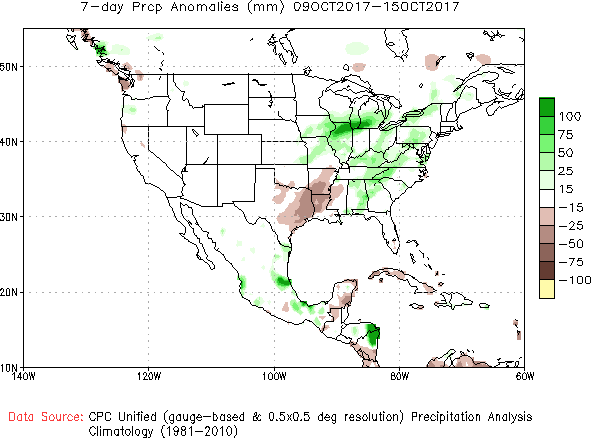 7-day Prcp Anomalies (mm) 09OCT2017-15OCT2017
50N
40N
30N
20N
10N
140W 120W 100W 80W 60W
100
75
50
25
15
-15
-25
-50
-75
-100
Data Source: CPC Unified (gauge-based & 0.5x0.5 deg resolution) Precipitation Analysis
Climatology (1981-2010)